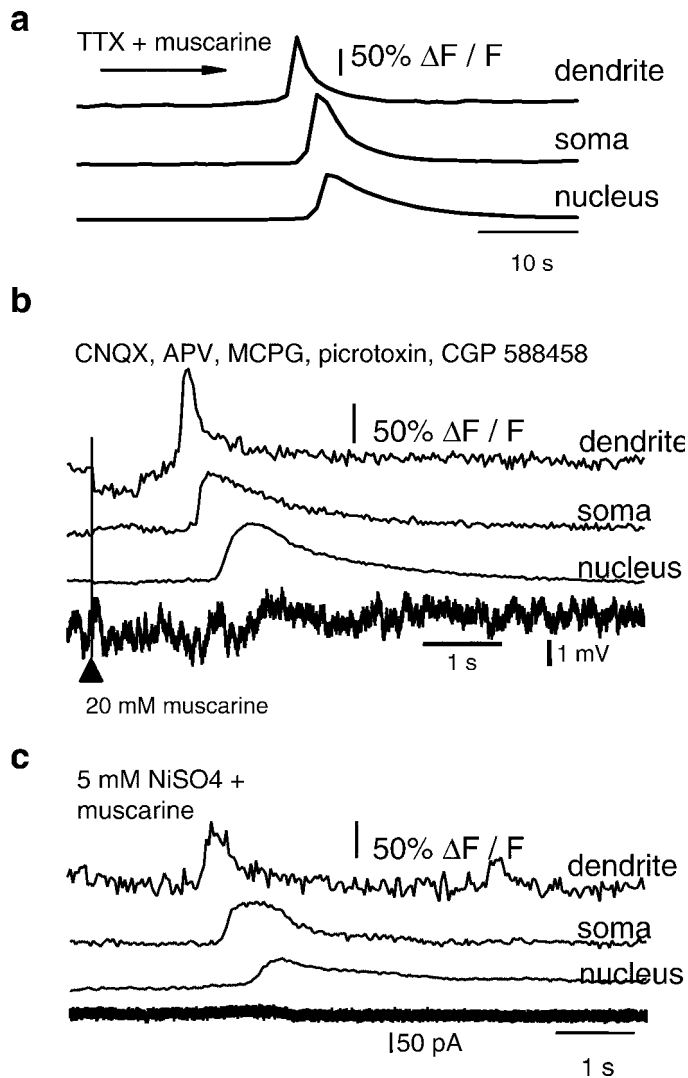 a
TTX + muscarine
50% ΔF / F
dendrite
soma
nucleus
10 s
b
CNQX, APV, MCPG, picrotoxin, CGP 588458
50% ΔF / F
dendrite
soma
nucleus
1 s
1 mV
20 mM muscarine
c
5 mM NiSO4 +
muscarine
50% ΔF / F
dendrite
soma
nucleus
50 pA
1 s